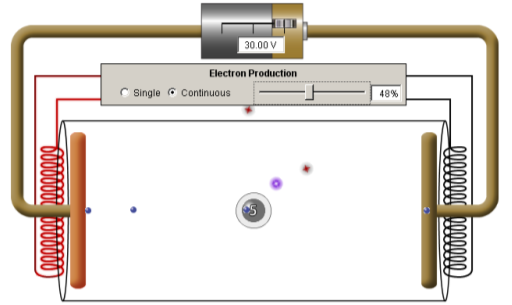 30.00 V
Electron Production
Single Continuous 48%
5